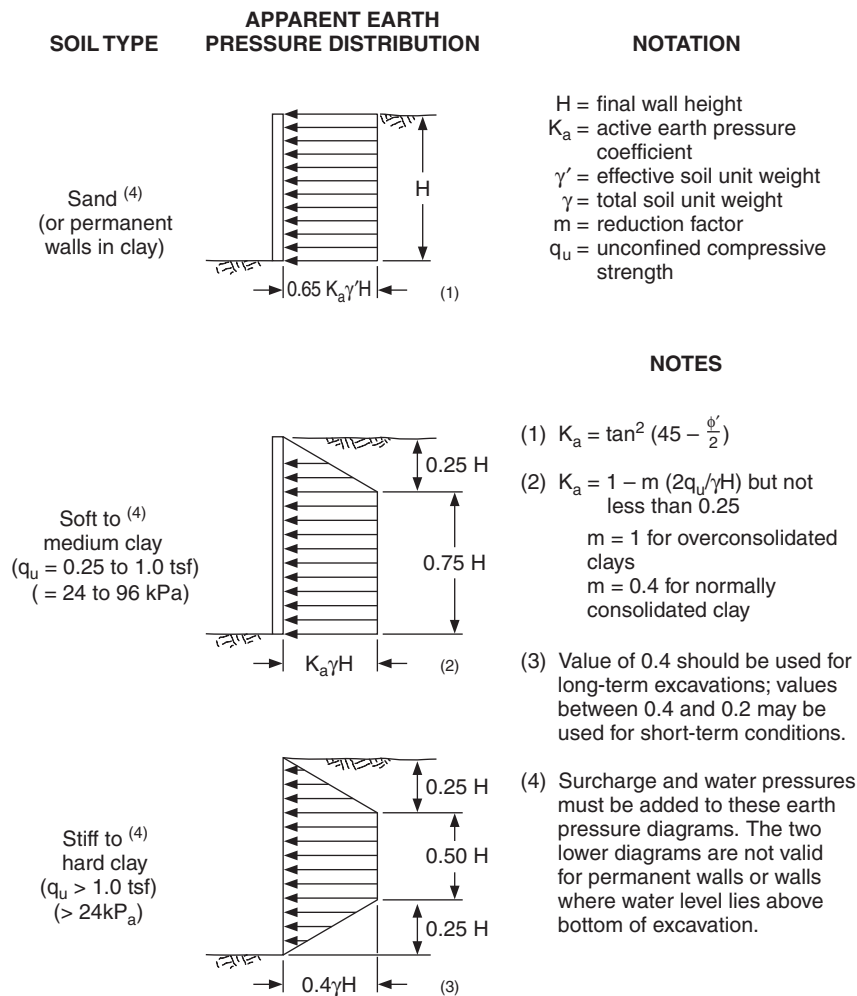 SOIL TYPE
APPARENT EARTH
PRESSURE DISTRIBUTION
NOTATION
Sand (4)
(or permanent
walls in clay)
H
0.65 Kₐγ′H
(1)
H = final wall height
Kₐ = active earth pressure
coefficient
γ′ = effective soil unit weight
γ = total soil unit weight
m = reduction factor
qᵤ = unconfined compressive
strength
Soft to (4)
medium clay
(qᵤ = 0.25 to 1.0 tsf)
( = 24 to 96 kPa)
0.25 H
0.75 H
KₐγH
(2)
Stiff to (4)
hard clay
(qᵤ > 1.0 tsf)
(> 24kPₐ)
0.25 H
0.50 H
0.25 H
0.4γH
(3)
NOTES
(1) Kₐ = tan² (45 – ϕ′/2)
(2) Kₐ = 1 – m (2qᵤ/γH) but not
less than 0.25
m = 1 for overconsolidated
clays
m = 0.4 for normally
consolidated clay
(3) Value of 0.4 should be used for
long-term excavations; values
between 0.4 and 0.2 may be
used for short-term conditions.
(4) Surcharge and water pressures
must be added to these earth
pressure diagrams. The two
lower diagrams are not valid
for permanent walls or walls
where water level lies above
bottom of excavation.